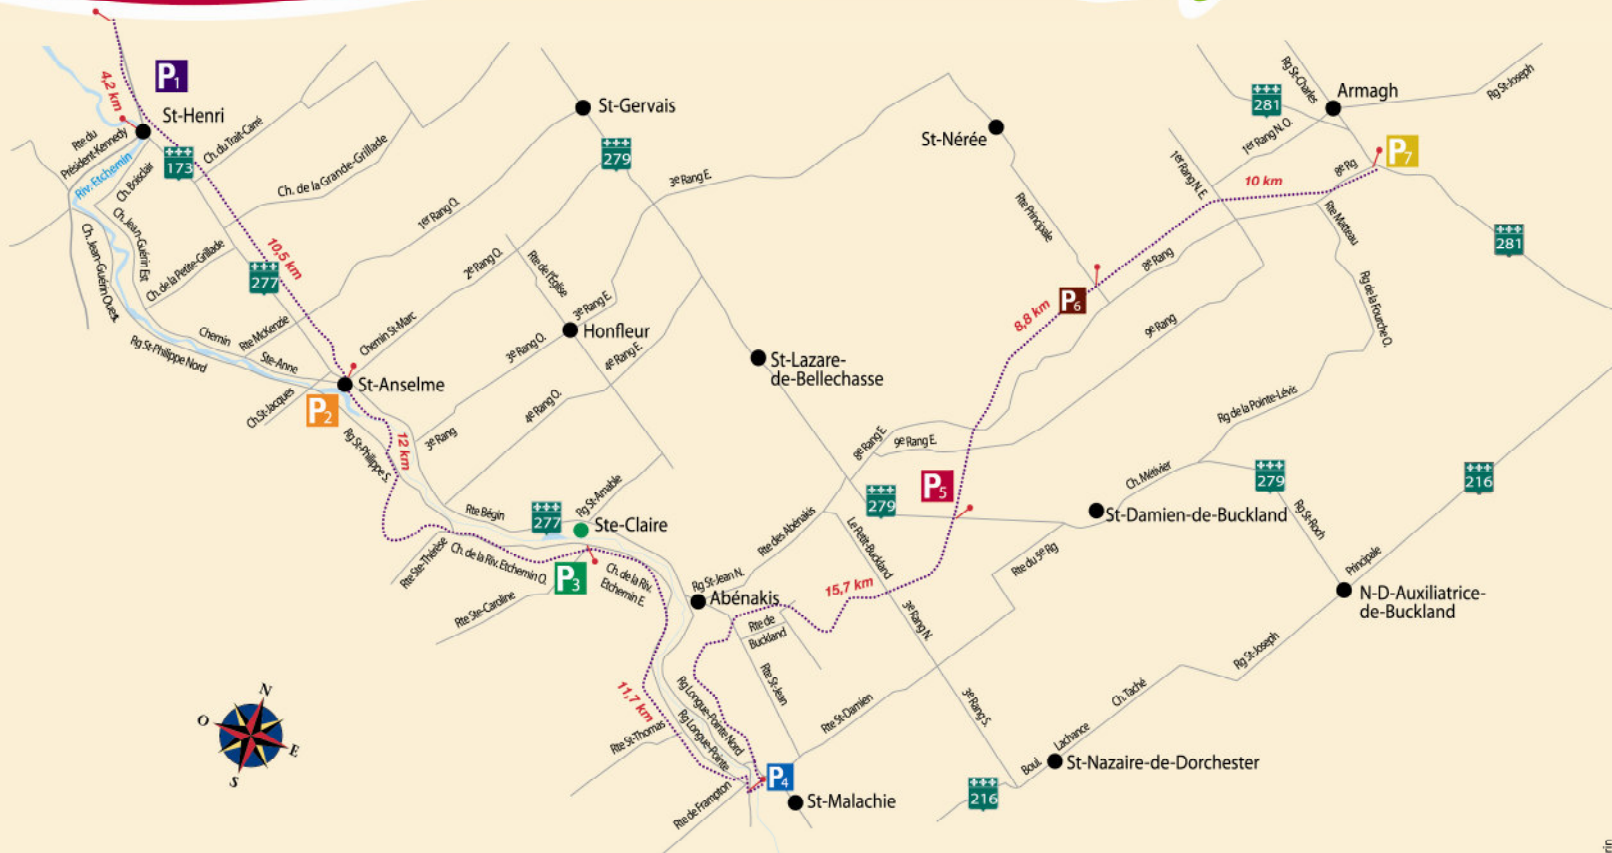 P1
4,2 km
St-Henri
Rte du
Président-Kennedy
Riv. Etchemin
Ch. Boisclair
173
Ch. du Trait-Carré
Ch. de la Grande-Grillade
St-Gervais
279
3e Rang E.
St-Nérée
Rte Principale
281
Rg St-Charles
Armagh
Rg St-Joseph
1er Rang N.O.
1er Rang N.E.
8e Rg
P7
10 km
281
Rte Metteau
Rg de la Fourche O.
Ch. Jean-Guérin Est
Ch. Jean-Guérin Ouest
Ch. de la Petite-Grillade
10,5 km
277
1er Rang O.
2e Rang O.
Rte de l'Église
3e Rang E.
Honfleur
3e Rang O.
4e Rang E.
4e Rang O.
Chemin
Ste-Anne
Rte McKenzie
Rg St-Philippe Nord
Chemin St-Marc
St-Anselme
Ch. St-Jacques
P2
12 km
3e Rang
Rg St-Philippe S.
St-Lazare-
de-Bellechasse
P6
8,8 km
8e Rang
9e Rang
Rg de la Pointe-Lévis
8e Rang E.
9e Rang E.
P5
279
Ch. Métivier
279
216
Rg St-Roch
St-Damien-de-Buckland
Rte du 5e Rg
Principale
N-D-Auxiliatrice-
de-Buckland
Rte Bégin
277
Rg St-Amable
Ste-Claire
Rte Ste-Thérèse
Ch. de la Riv. Etchemin O.
P3
Ch. de la Riv.
Etchemin E.
Rte Ste-Caroline
Rte des Abénakis
Rg St-Jean N.
Abénakis
Le Petit-Buckland
15,7 km
3e Rang N.
Rte de
Buckland
Rte St-Jean
Rte St-Damien
3e Rang S.
11,7 km
Rg Longue-Pointe Nord
Rg Longue-Pointe
Rte St-Thomas
P4
Rte de Frampton
St-Malachie
216
Boul.
Lachance
Ch. Taché
Rg St-Joseph
St-Nazaire-de-Dorchester
N
O
E
S